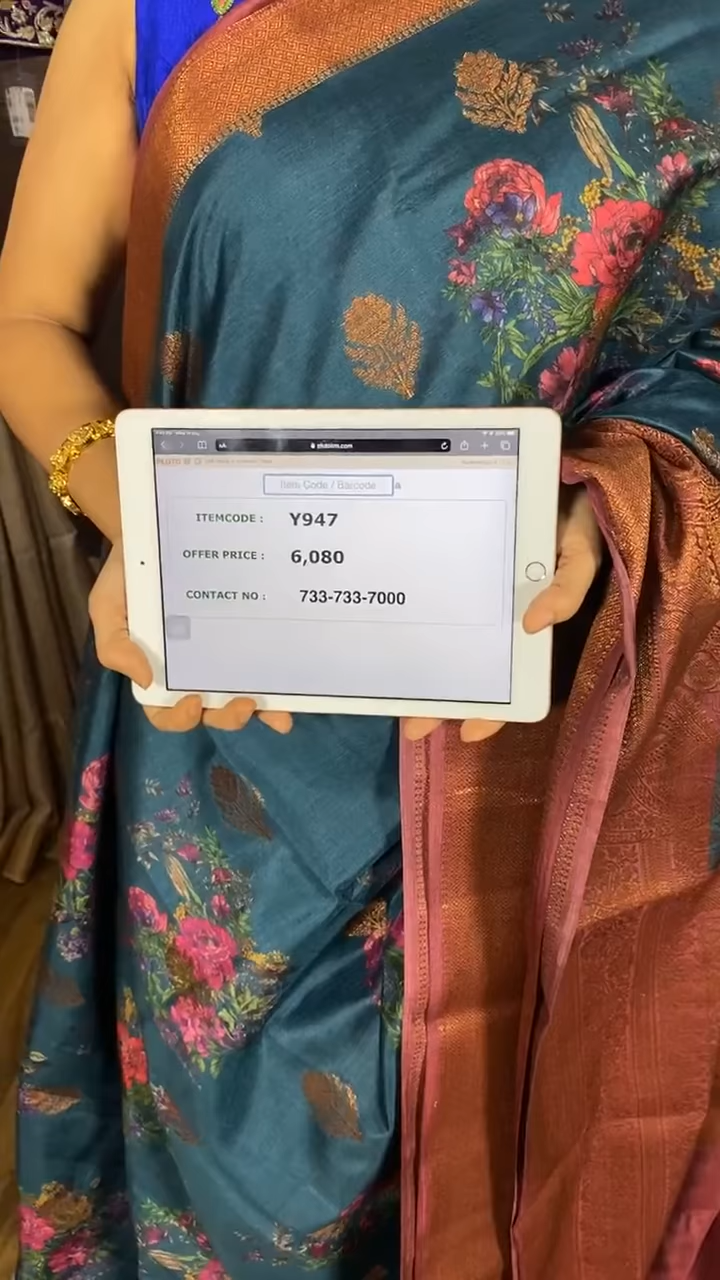 Item Code / Barcode
ITEMCODE : Y947
OFFER PRICE : 6,080
CONTACT NO : 733-733-7000